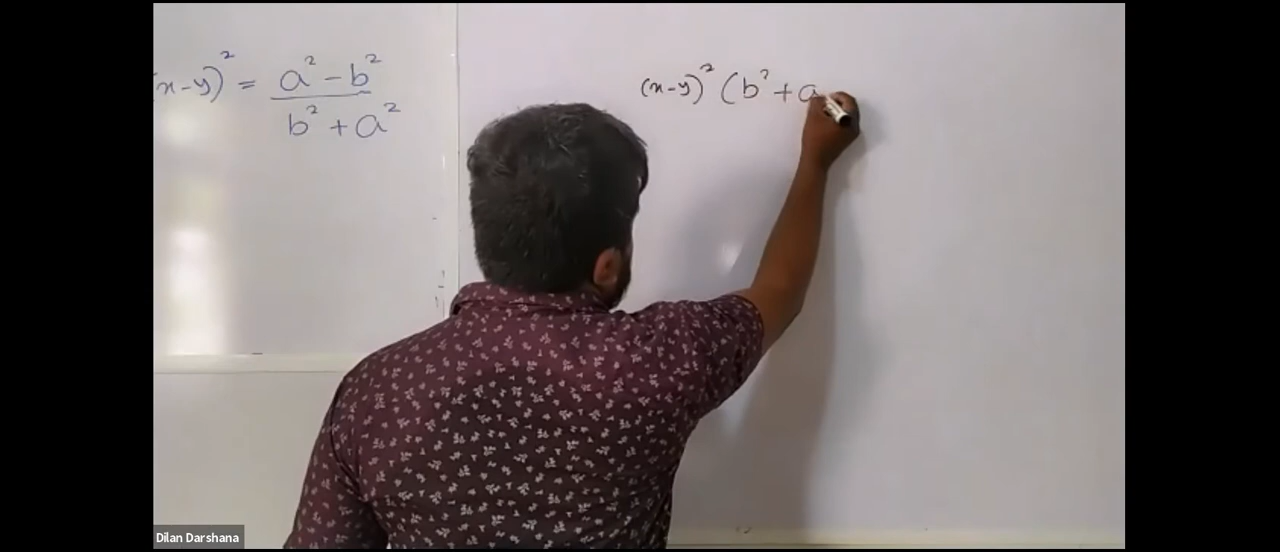 (x-y)² = a² - b²
b² + a²
(x-y)² (b² + a
Dilan Darshana